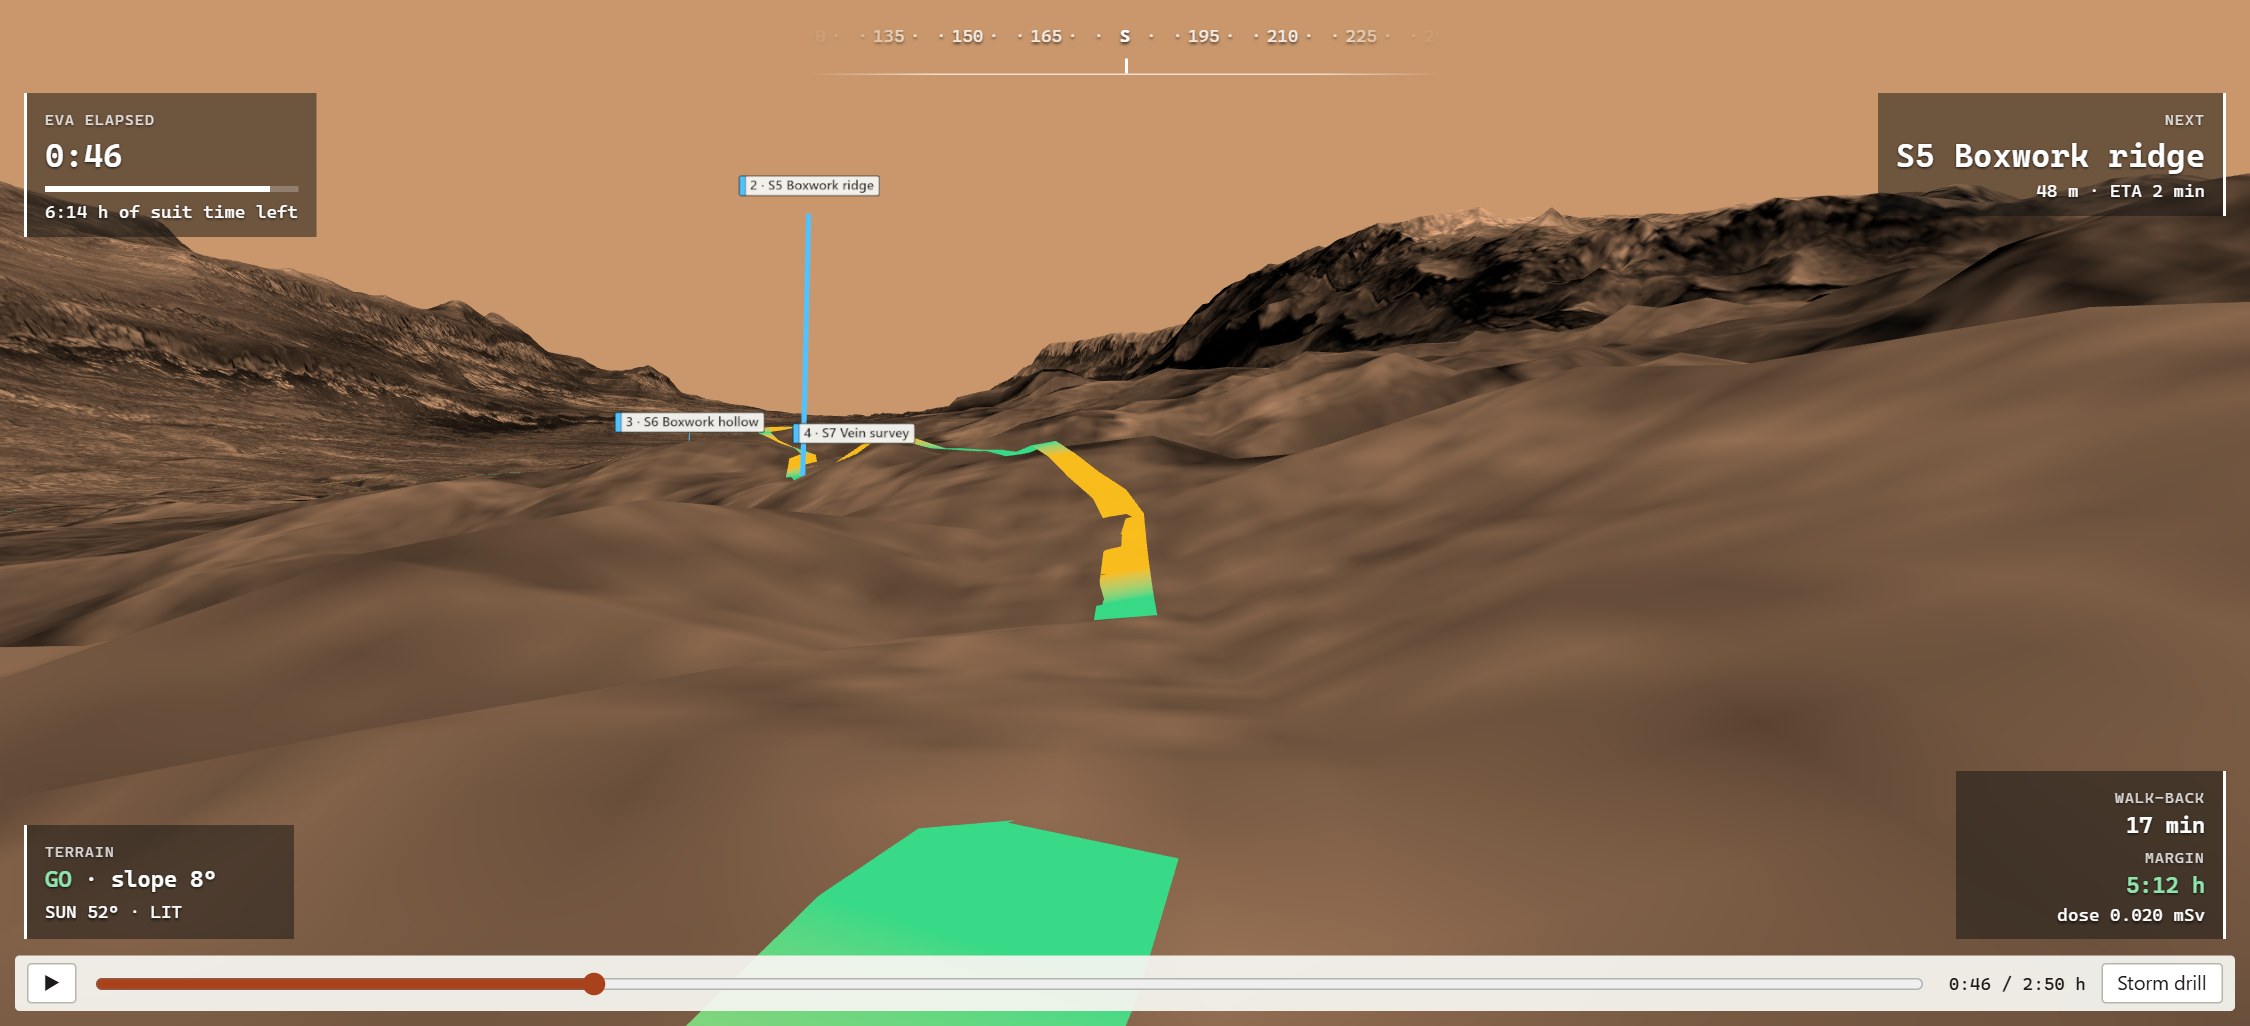 · 135 · · 150 · · 165 · · S · · 195 · · 210 · · 225 ·
EVA ELAPSED
0:46
6:14 h of suit time left
NEXT
S5 Boxwork ridge
48 m · ETA 2 min
2 · S5 Boxwork ridge
3 · S6 Boxwork hollow
4 · S7 Vein survey
TERRAIN
GO · slope 8°
SUN 52° · LIT
WALK-BACK
17 min
MARGIN
5:12 h
dose 0.020 mSv
0:46 / 2:50 h
Storm drill